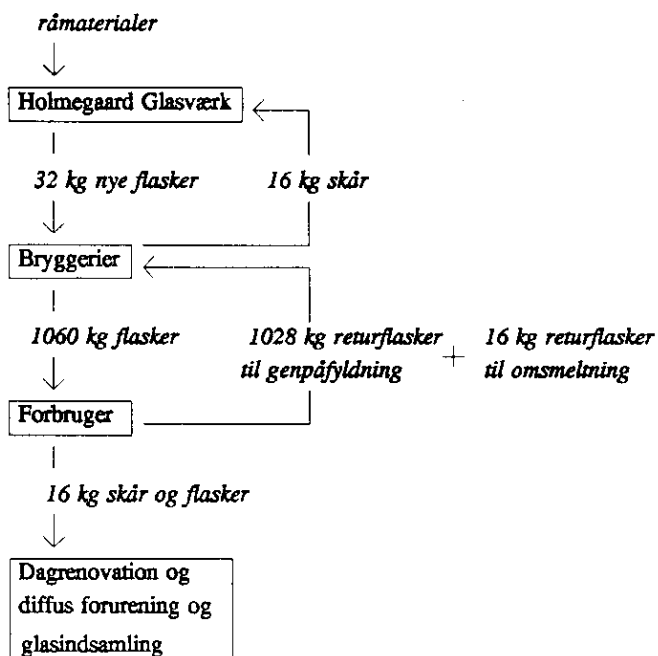 råmaterialer
Holmegaard Glasværk
32 kg nye flasker
16 kg skår
Bryggerier
1060 kg flasker
1028 kg returflasker
til genpåfyldning
+
16 kg returflasker
til omsmeltning
Forbruger
16 kg skår og flasker
Dagrenovation og
diffus forurening og
glasindsamling